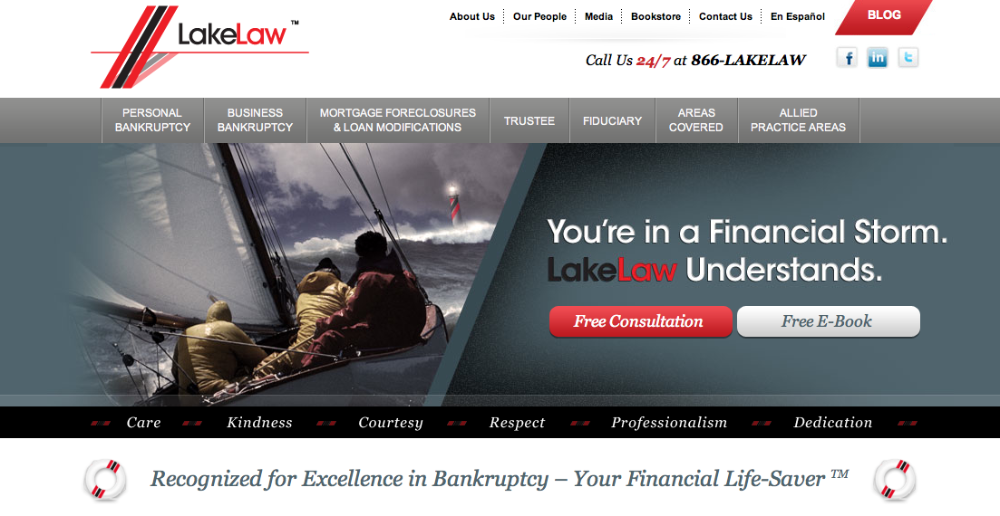 LakeLaw™
About Us
Our People
Media
Bookstore
Contact Us
En Español
BLOG
Call Us 24/7 at 866-LAKELAW
f
in
t
PERSONAL
BANKRUPTCY
BUSINESS
BANKRUPTCY
MORTGAGE FORECLOSURES
& LOAN MODIFICATIONS
TRUSTEE
FIDUCIARY
AREAS
COVERED
ALLIED
PRACTICE AREAS
You're in a Financial Storm.
LakeLaw Understands.
Free Consultation
Free E-Book
Care
Kindness
Courtesy
Respect
Professionalism
Dedication
Recognized for Excellence in Bankruptcy – Your Financial Life-Saver ™